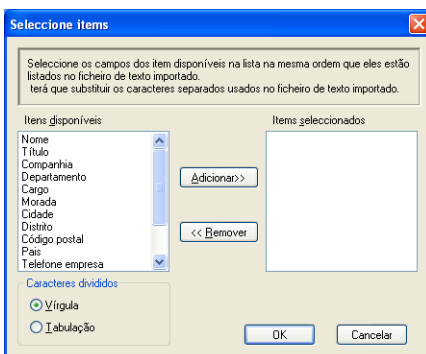 Seleccione items
Seleccione os campos dos item disponíveis na lista na mesma ordem que eles estão
listados no ficheiro de texto importado.
terá que substituir os caracteres separados usados no ficheiro de texto importado.
Itens disponíveis
Items seleccionados
Nome
Título
Companhia
Departamento
Cargo
Morada
Cidade
Distrito
Código postal
Pais
Telefone empresa
Adicionar>>
<< Remover
Caracteres divididos
Vírgula
Tabulação
OK
Cancelar